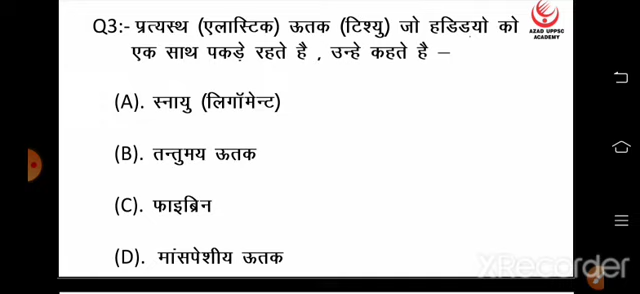 Q3:- प्रत्यस्थ (एलास्टिक) ऊतक (टिश्यु) जो हडिडयो को
एक साथ पकड़े रहते है , उन्हे कहते है –
AZAD UPPSC
ACADEMY
(A). स्नायु (लिगॉमेन्ट)
(B). तन्तुमय ऊतक
(C). फाइब्रिन
(D). मांसपेशीय ऊतक
XRecorder